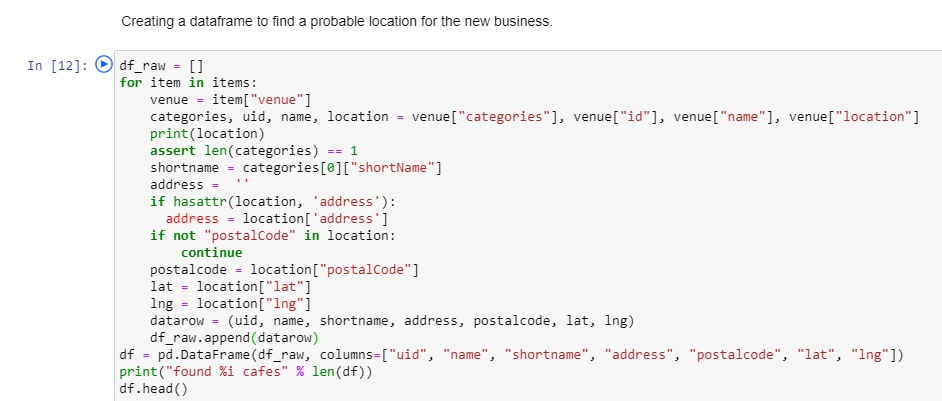 Creating a dataframe to find a probable location for the new business.
In [12]: df_raw = []
for item in items:
    venue = item["venue"]
    categories, uid, name, location = venue["categories"], venue["id"], venue["name"], venue["location"]
    print(location)
    assert len(categories) == 1
    shortname = categories[0]["shortName"]
    address =  ''
    if hasattr(location, 'address'):
      address = location['address']
    if not "postalCode" in location:
        continue
    postalcode = location["postalCode"]
    lat = location["lat"]
    lng = location["lng"]
    datarow = (uid, name, shortname, address, postalcode, lat, lng)
    df_raw.append(datarow)
df = pd.DataFrame(df_raw, columns=["uid", "name", "shortname", "address", "postalcode", "lat", "lng"])
print("found %i cafes" % len(df))
df.head()